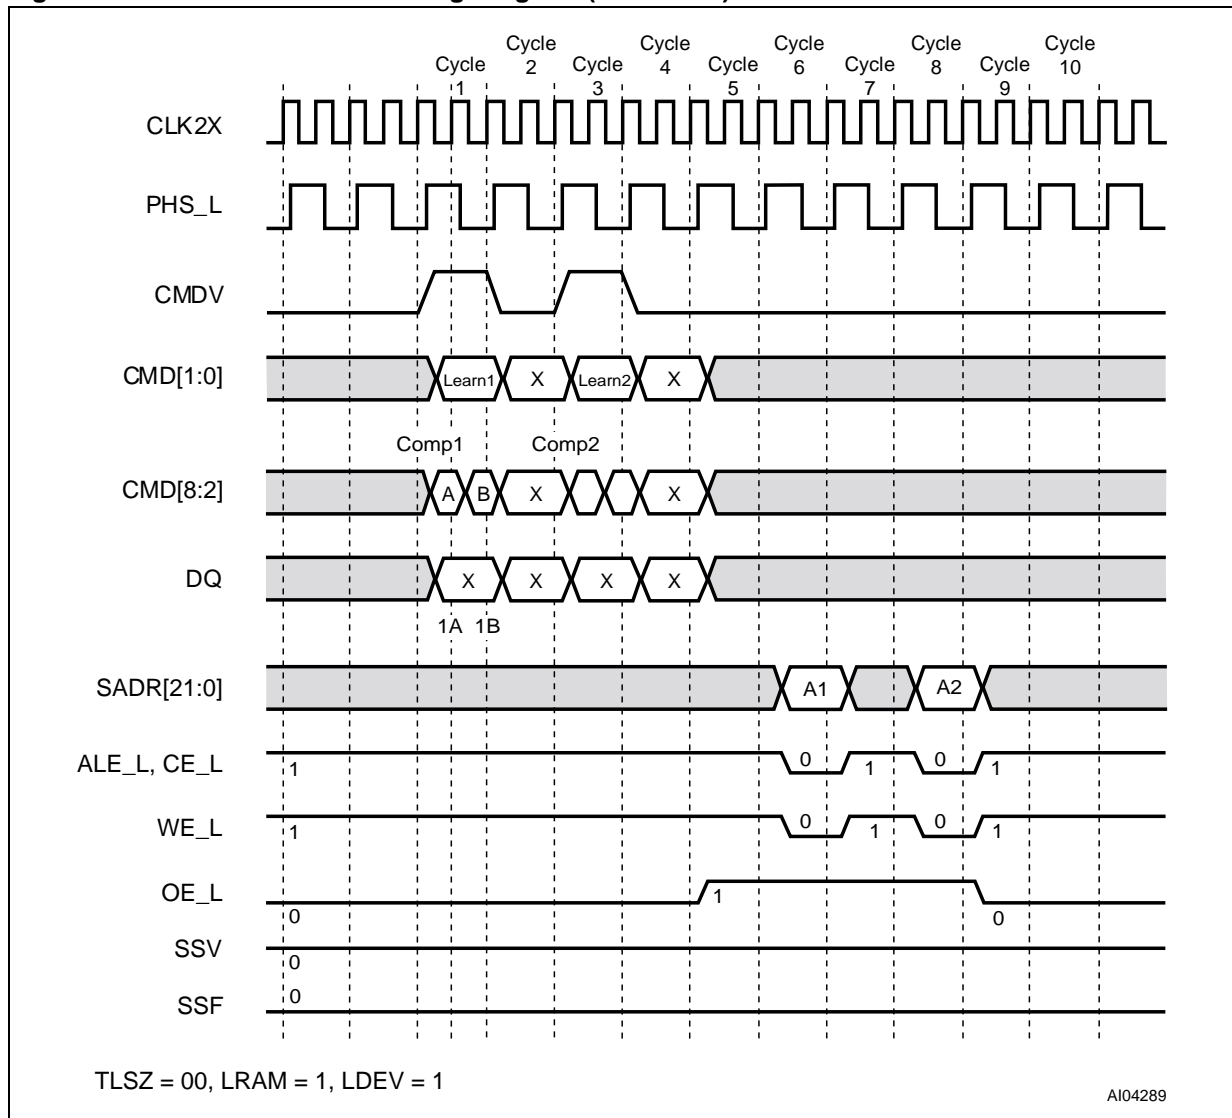 Cycle 1
Cycle 2
Cycle 3
Cycle 4
Cycle 5
Cycle 6
Cycle 7
Cycle 8
Cycle 9
Cycle 10
CLK2X
PHS_L
CMDV
CMD[1:0]
Learn1 X Learn2 X
Comp1 Comp2
CMD[8:2]
A B X X
DQ
X X X X
1A 1B
SADR[21:0]
A1 A2
ALE_L, CE_L
1 0 1 0 1
WE_L
1 0 1 0 1
OE_L
0 1 0
SSV
0
SSF
0
TLSZ = 00, LRAM = 1, LDEV = 1
AI04289